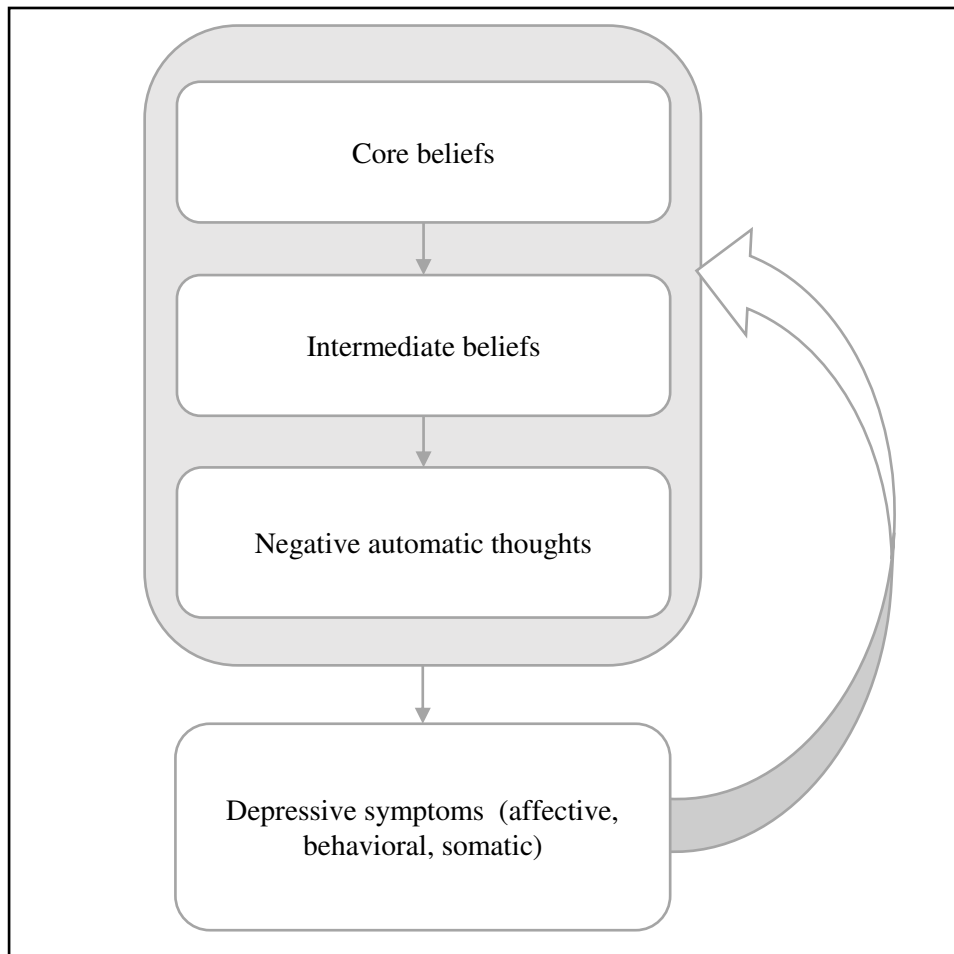 Core beliefs
Intermediate beliefs
Negative automatic thoughts
Depressive symptoms  (affective,
behavioral, somatic)